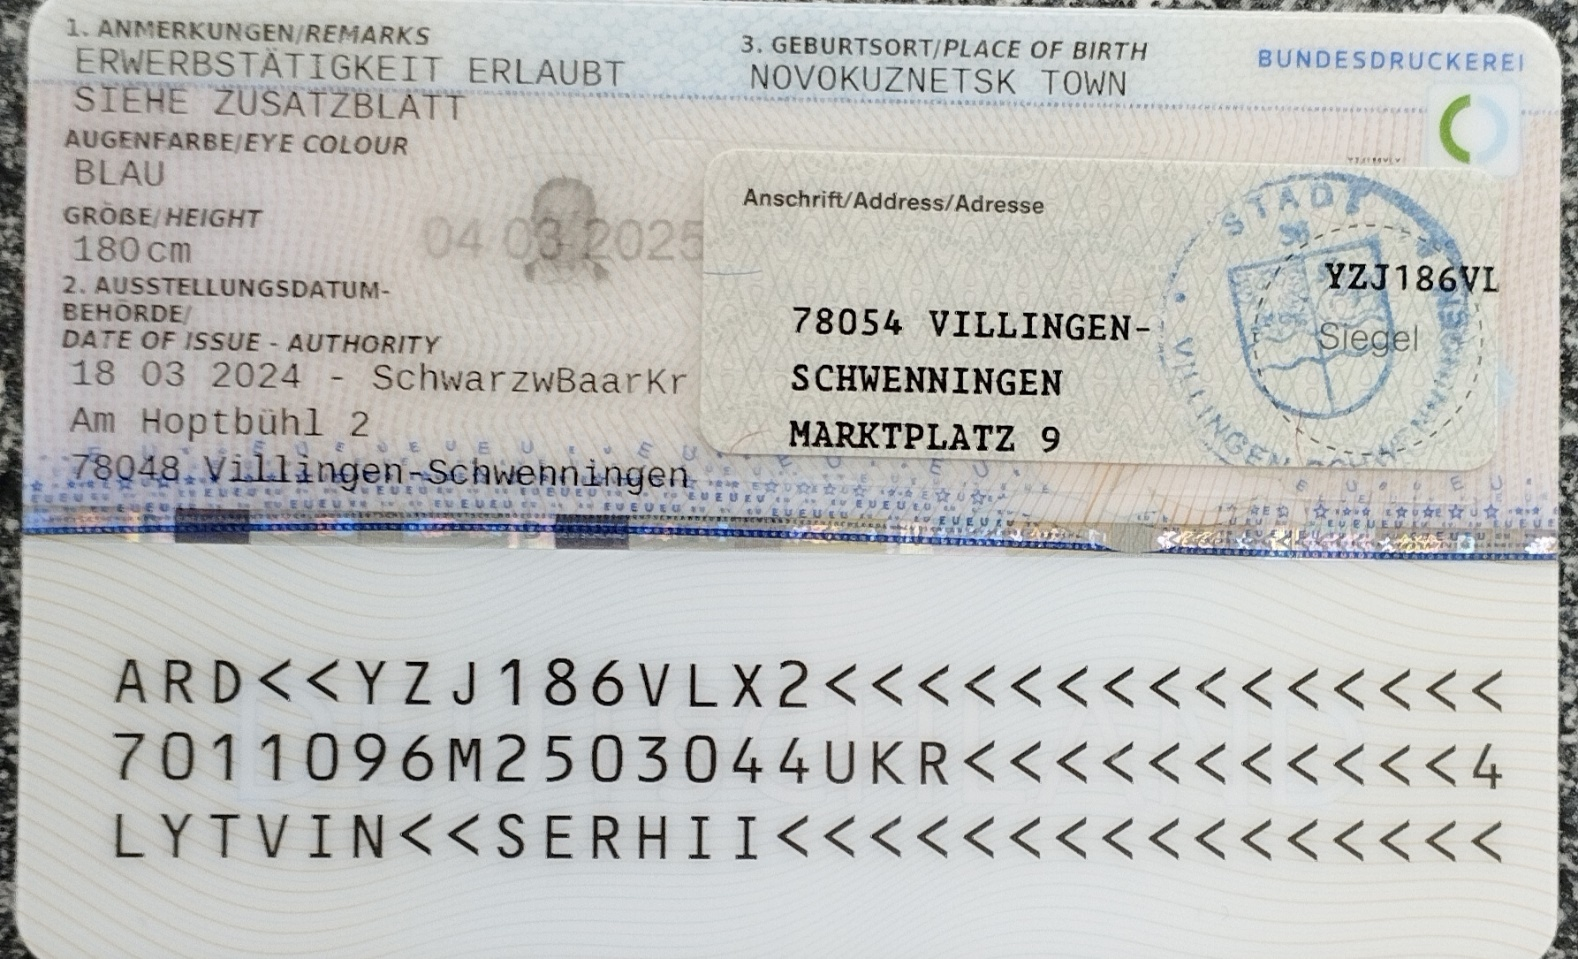 1. ANMERKUNGEN/REMARKS
ERWERBSTÄTIGKEIT ERLAUBT
SIEHE ZUSATZBLATT
AUGENFARBE/EYE COLOUR
BLAU
GRÖßE/HEIGHT
180cm
2. AUSSTELLUNGSDATUM-
BEHÖRDE/
DATE OF ISSUE - AUTHORITY
18 03 2024 - SchwarzwBaarKr
Am Hoptbühl 2
78048 Villingen-Schwenningen
04 03 2025
3. GEBURTSORT/PLACE OF BIRTH
NOVOKUZNETSK TOWN
BUNDESDRUCKEREI
Anschrift/Address/Adresse
78054 VILLINGEN-
SCHWENNINGEN
MARKTPLATZ 9
YZJ186VL
Siegel
STADT
VILLINGEN-SCHWENNINGEN
ARD<<YZJ186VLX2<<<<<<<<<<<<<<<
7011096M2503044UKR<<<<<<<<<<<4
LYTVIN<<SERHII<<<<<<<<<<<<<<<<